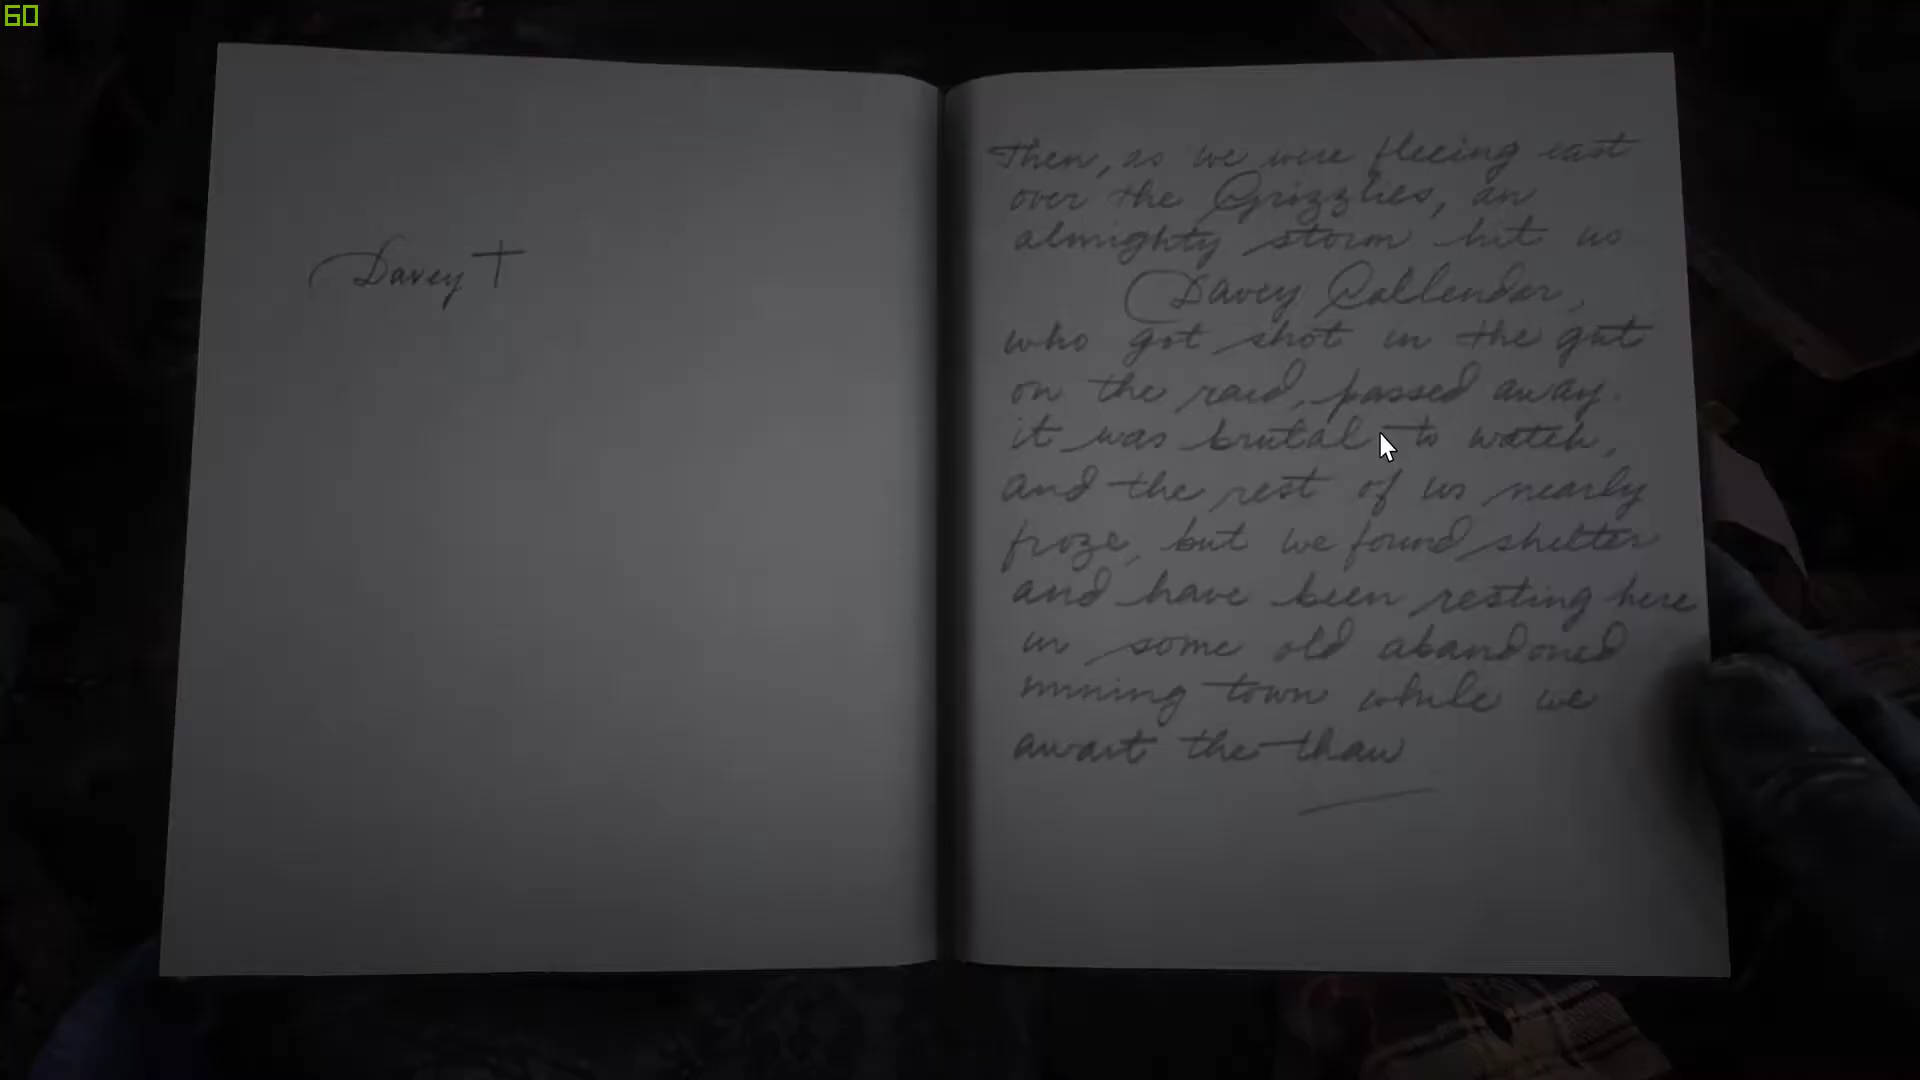 60
Davey †
Then, as we were fleeing east
over the Grizzlies, an
almighty storm hit us
Davey Callendar,
who got shot in the gut
on the raid, passed away.
it was brutal to watch,
and the rest of us nearly
froze, but we found shelter
and have been resting here
in some old abandoned
mining town while we
await the thaw